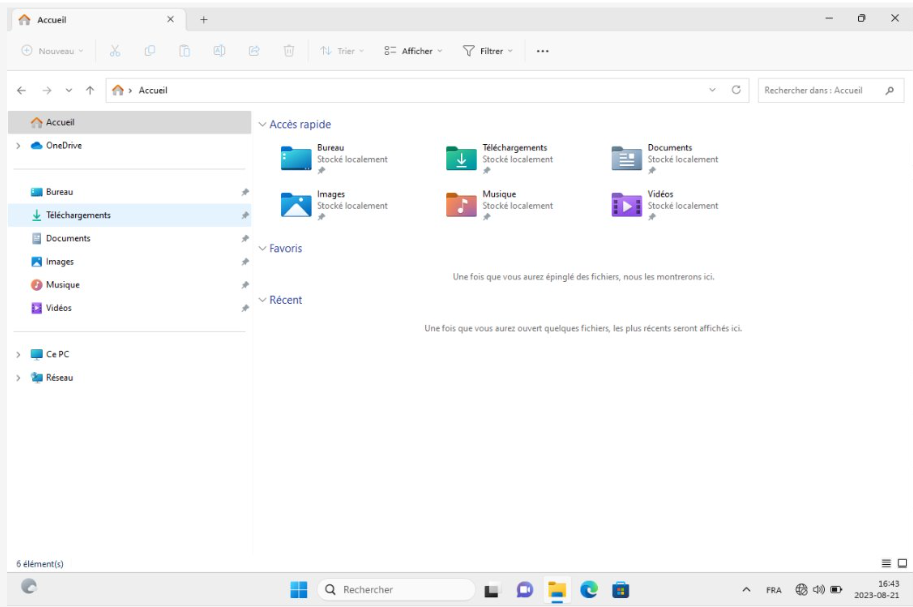 Accueil
Nouveau
Trier
Afficher
Filtrer
Accueil
Rechercher dans : Accueil
Accueil
OneDrive
Bureau
Téléchargements
Documents
Images
Musique
Vidéos
Ce PC
Réseau
Accès rapide
Bureau
Stocké localement
Téléchargements
Stocké localement
Documents
Stocké localement
Images
Stocké localement
Musique
Stocké localement
Vidéos
Stocké localement
Favoris
Une fois que vous aurez épinglé des fichiers, nous les montrerons ici.
Récent
Une fois que vous aurez ouvert quelques fichiers, les plus récents seront affichés ici.
6 élément(s)
Rechercher
FRA
16:43
2023-08-21